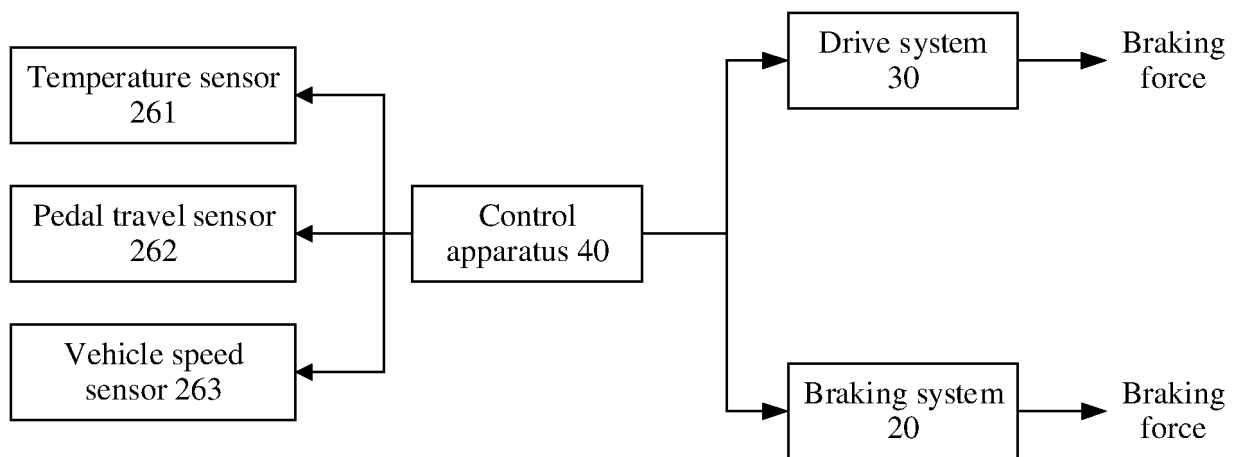 Temperature sensor
261
Pedal travel sensor
262
Vehicle speed
sensor 263
Control
apparatus 40
Drive system
30
Braking
force
Braking system
20
Braking
force